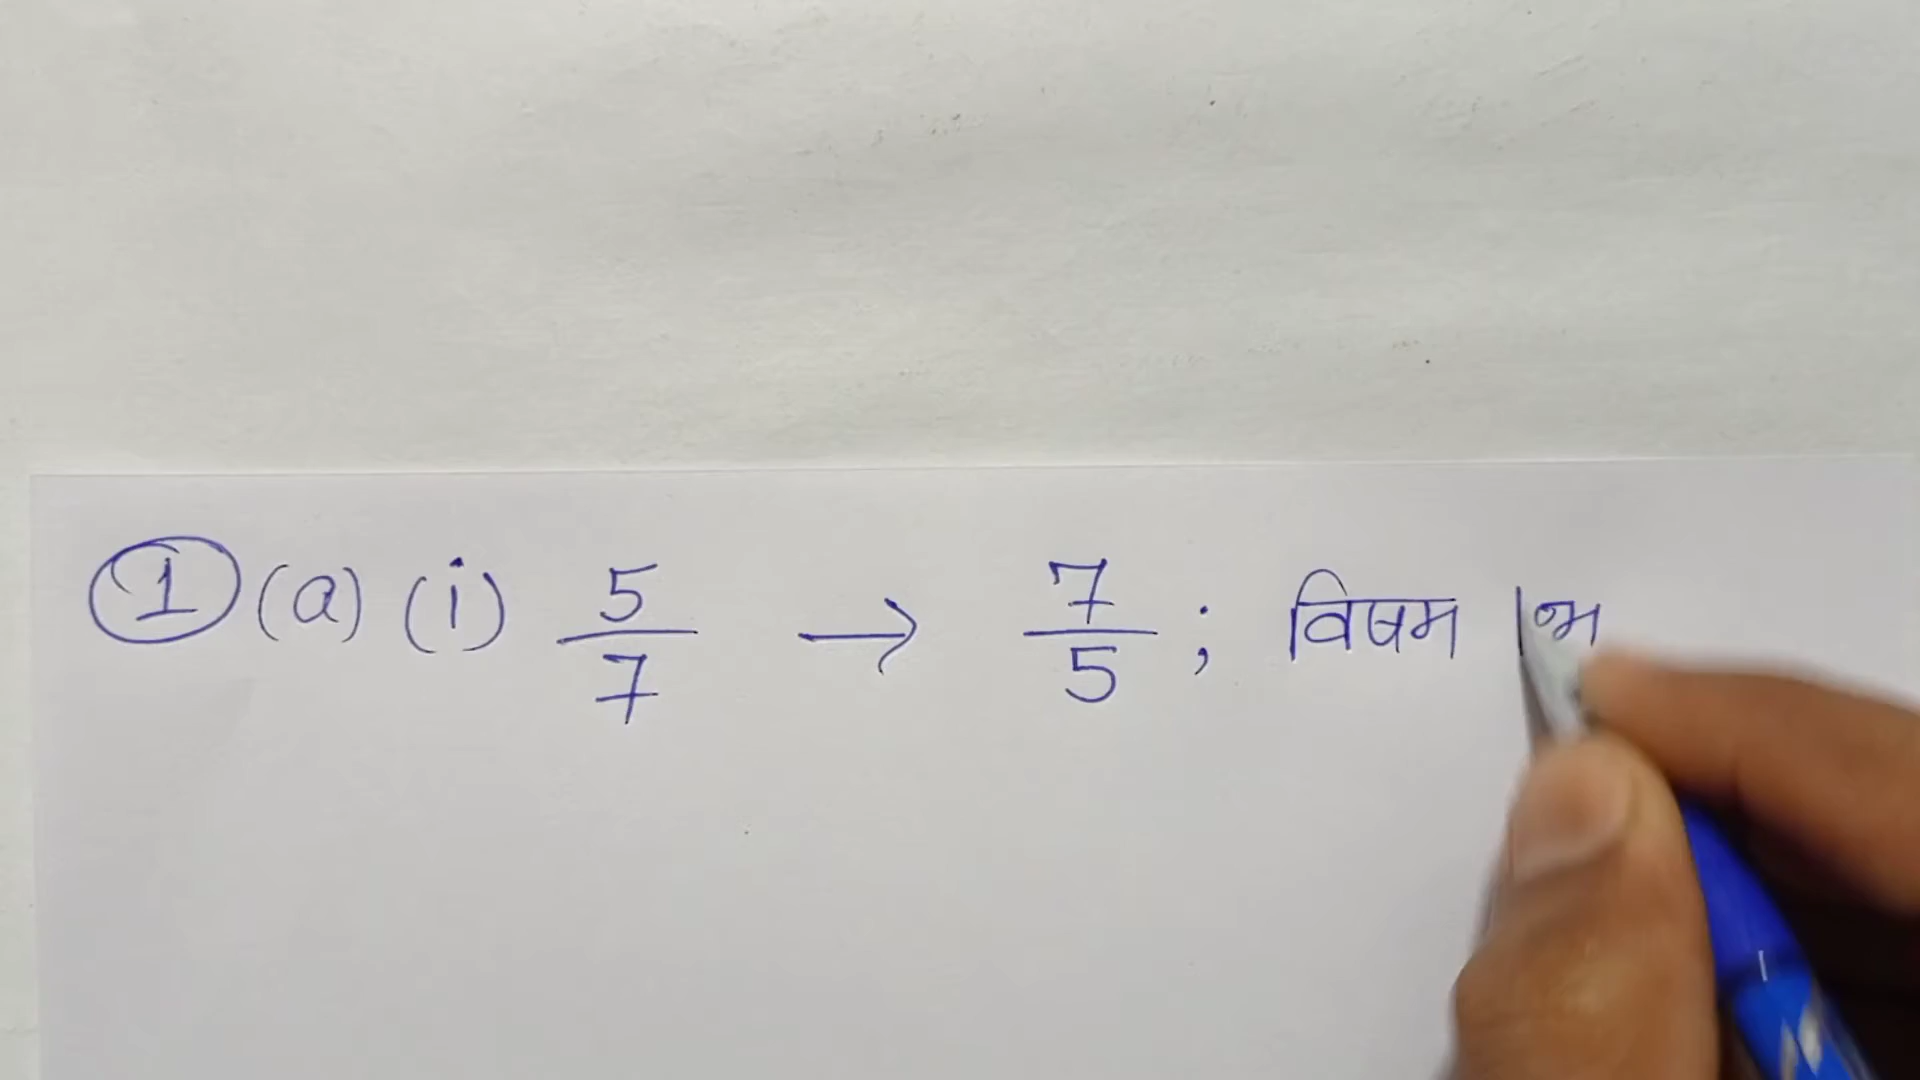 ① (a) (i) 5/7 → 7/5 ; विषम भि